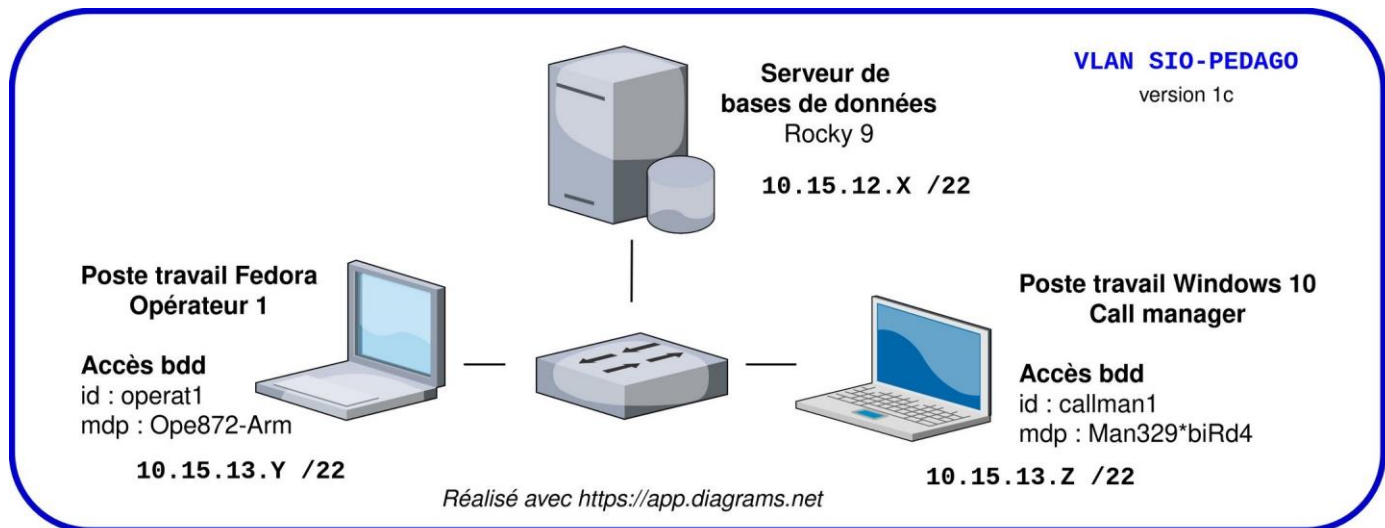 VLAN SIO-PEDAGO
version 1c
Serveur de
bases de données
Rocky 9
10.15.12.X /22
Poste travail Fedora
Opérateur 1
Accès bdd
id : operat1
mdp : Ope872-Arm
10.15.13.Y /22
Poste travail Windows 10
Call manager
Accès bdd
id : callman1
mdp : Man329*biRd4
10.15.13.Z /22
Réalisé avec https://app.diagrams.net